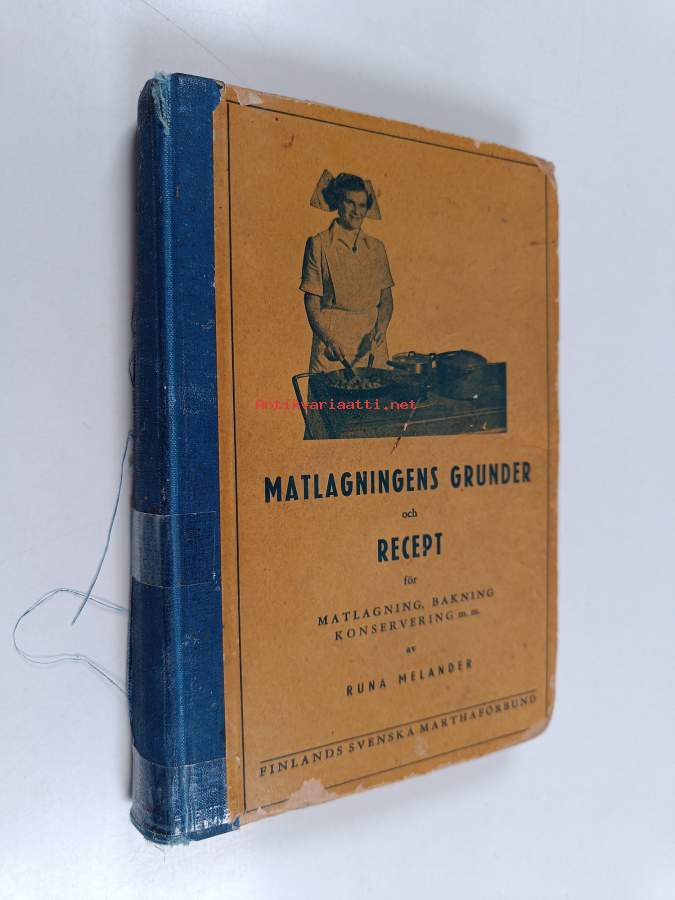 Antikvariaatti.net
MATLAGNINGENS GRUNDER
och
RECEPT
för
MATLAGNING, BAKNING
KONSERVERING m. m.
av
RUNA MELANDER
FINLANDS SVENSKA MARTHAFÖRBUND